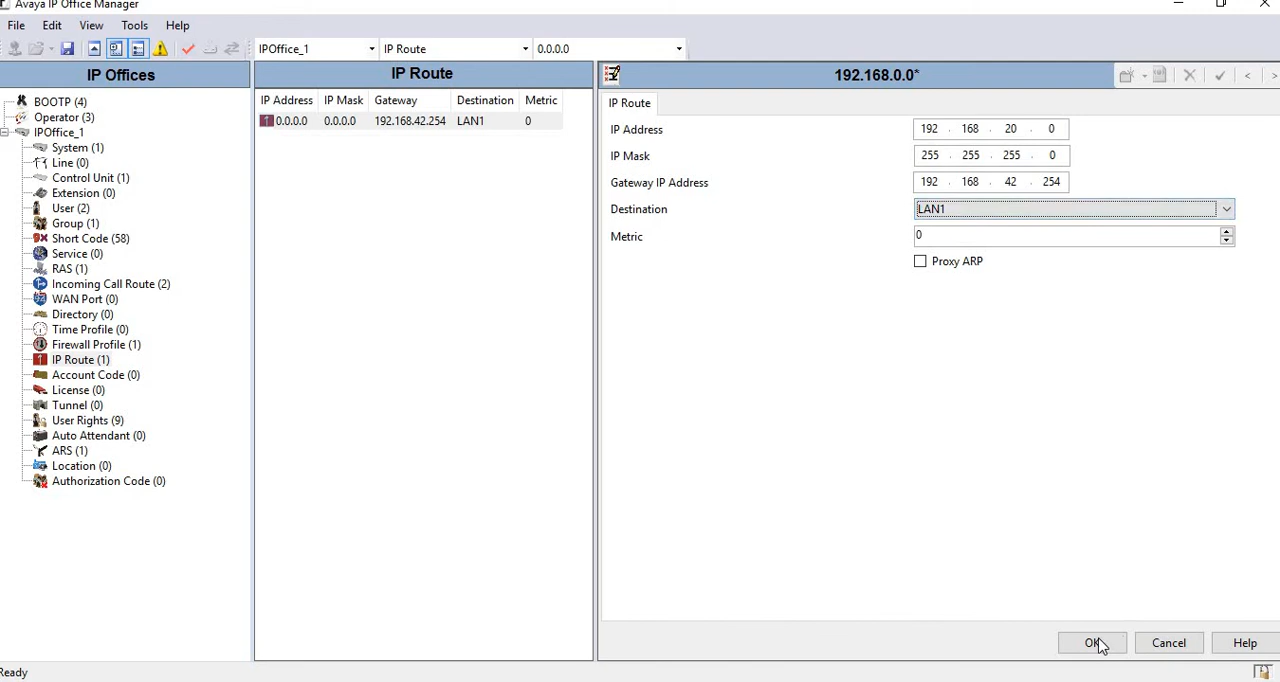 Avaya IP Office Manager
File Edit View Tools Help
IPOffice_1 IP Route 0.0.0.0
IP Offices
BOOTP (4)
Operator (3)
IPOffice_1
System (1)
Line (0)
Control Unit (1)
Extension (0)
User (2)
Group (1)
Short Code (58)
Service (0)
RAS (1)
Incoming Call Route (2)
WAN Port (0)
Directory (0)
Time Profile (0)
Firewall Profile (1)
IP Route (1)
Account Code (0)
License (0)
Tunnel (0)
User Rights (9)
Auto Attendant (0)
ARS (1)
Location (0)
Authorization Code (0)
IP Route
IP Address IP Mask Gateway Destination Metric
0.0.0.0 0.0.0.0 192.168.42.254 LAN1 0
192.168.0.0*
IP Route
IP Address 192 . 168 . 20 . 0
IP Mask 255 . 255 . 255 . 0
Gateway IP Address 192 . 168 . 42 . 254
Destination LAN1
Metric 0
Proxy ARP
OK Cancel Help
Ready